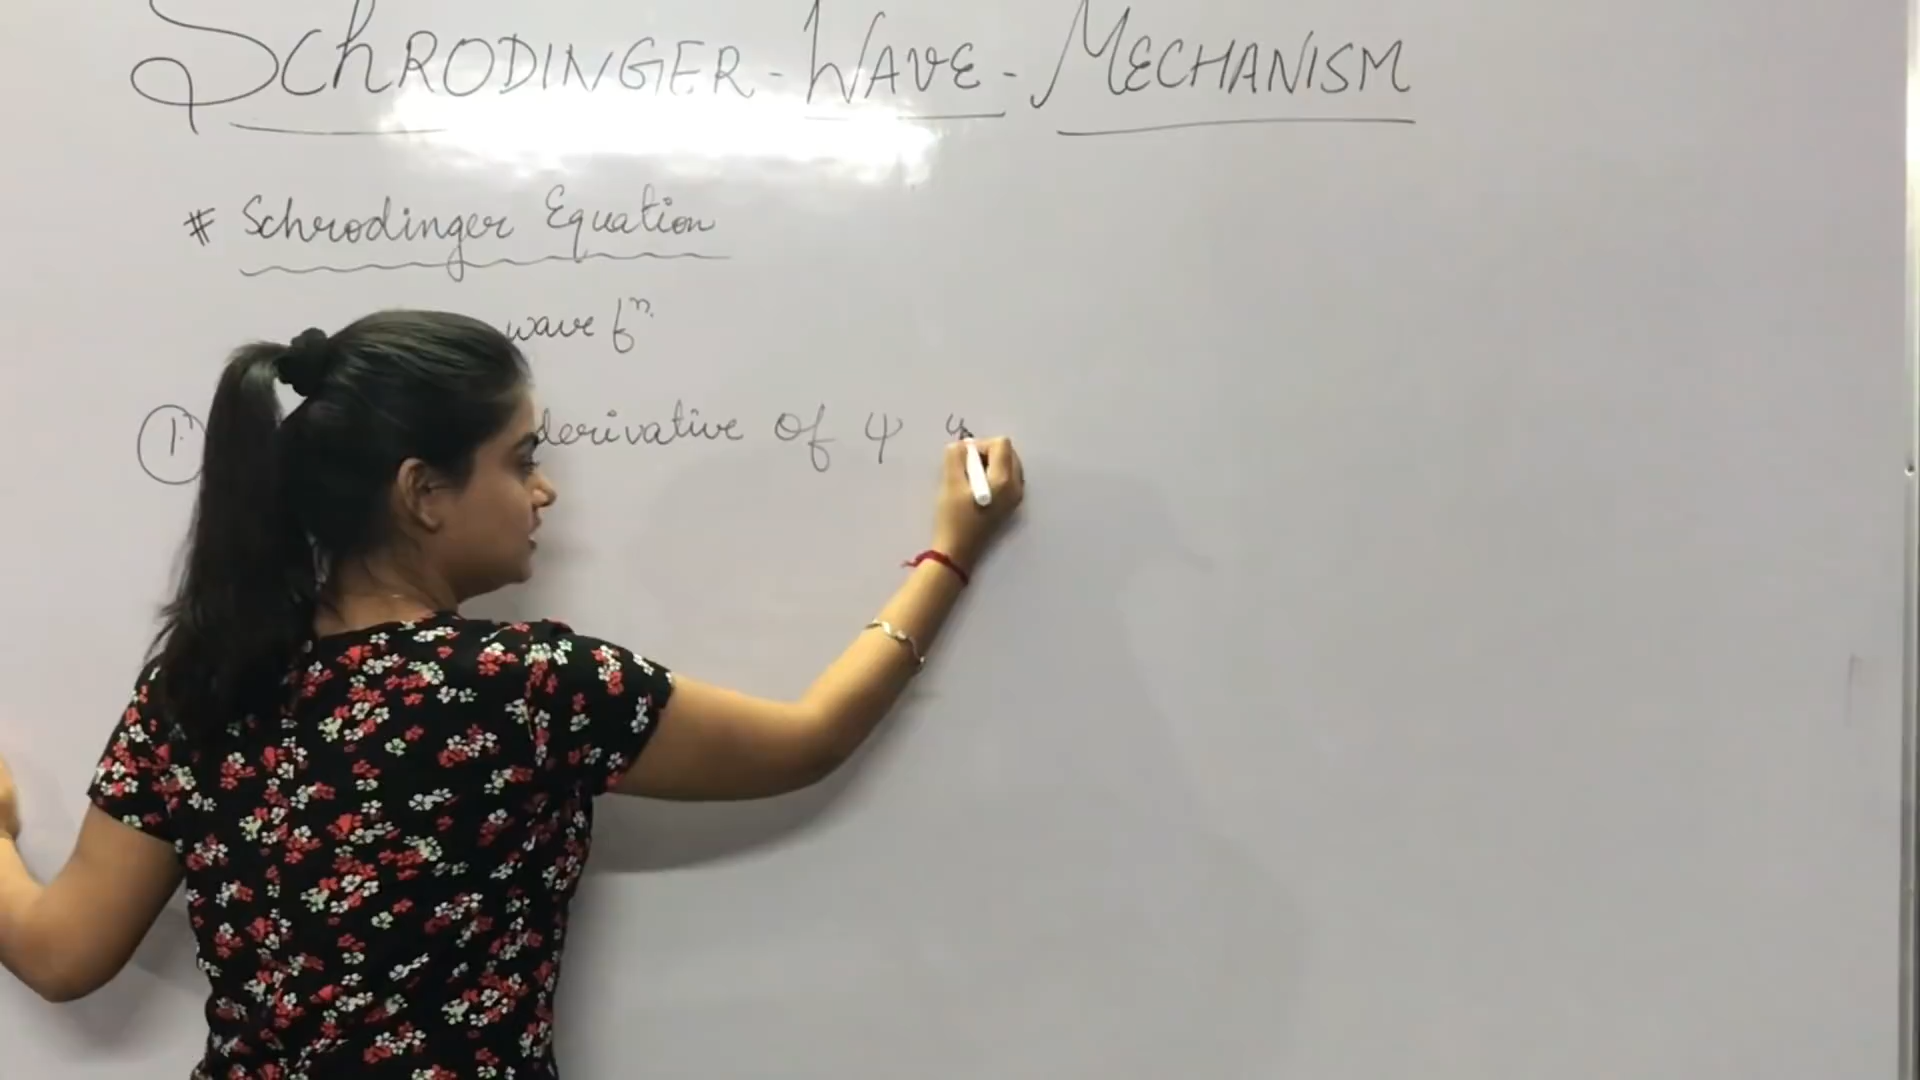 SChRODINGER - WAVE - MECHANISM
# Schrodinger Equation
wave fⁿ.
1) derivative of ψ